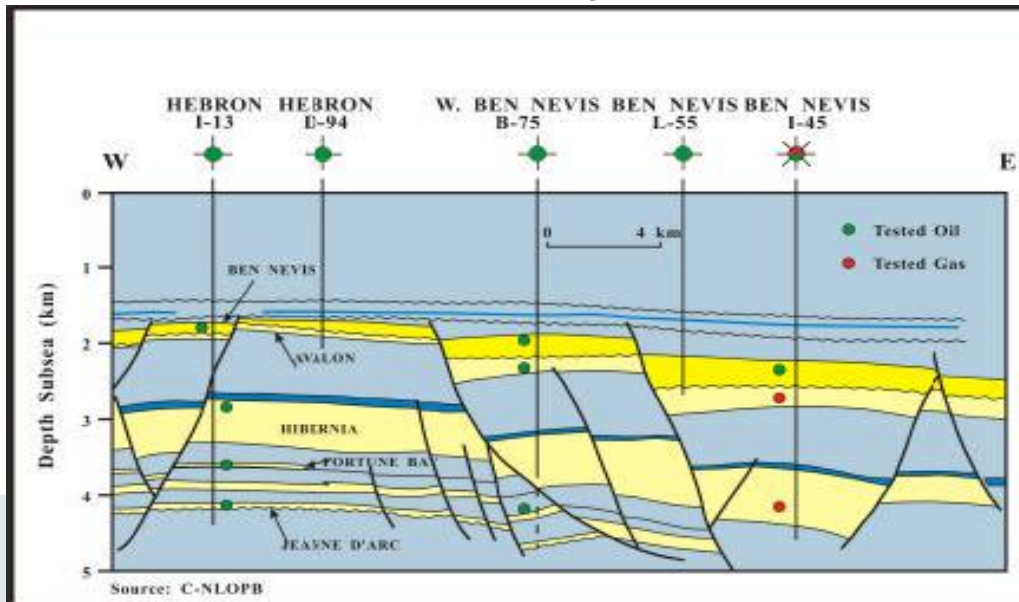 HEBRON HEBRON W. BEN NEVIS BEN NEVIS BEN NEVIS
I-13 D-94 B-75 L-55 I-45
W E
0
0 4 km
Tested Oil
Tested Gas
1
BEN NEVIS
2
AVALON
3
HIBERNIA
FORTUNE BA
4
JEANNE D'ARC
5
Depth Subsea (km)
Source: C-NLOPB